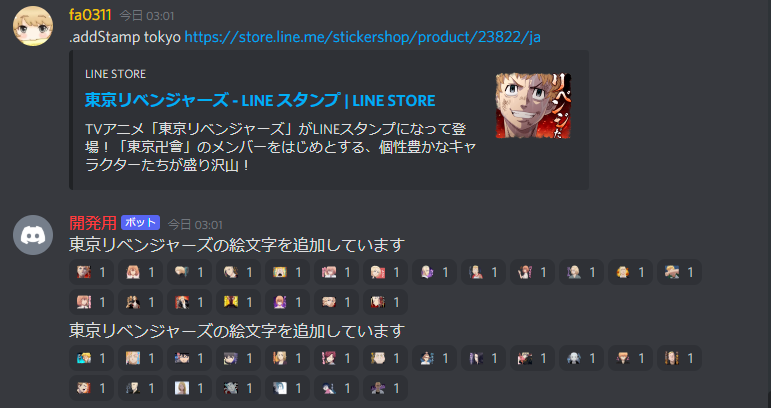 fa0311 今日 03:01
.addStamp tokyo https://store.line.me/stickershop/product/23822/ja
LINE STORE
東京リベンジャーズ - LINE スタンプ | LINE STORE
TVアニメ「東京リベンジャーズ」がLINEスタンプになって登
場！「東京卍會」のメンバーをはじめとする、個性豊かなキャ
ラクターたちが盛り沢山！
リベンジだ
開発用 ボット 今日 03:01
東京リベンジャーズの絵文字を追加しています
1 1 1 1 1 1 1 1 1 1 1 1 1
1 1 1 1 1 1 1
東京リベンジャーズの絵文字を追加しています
1 1 1 1 1 1 1 1 1 1 1 1 1
1 1 1 1 1 1 1